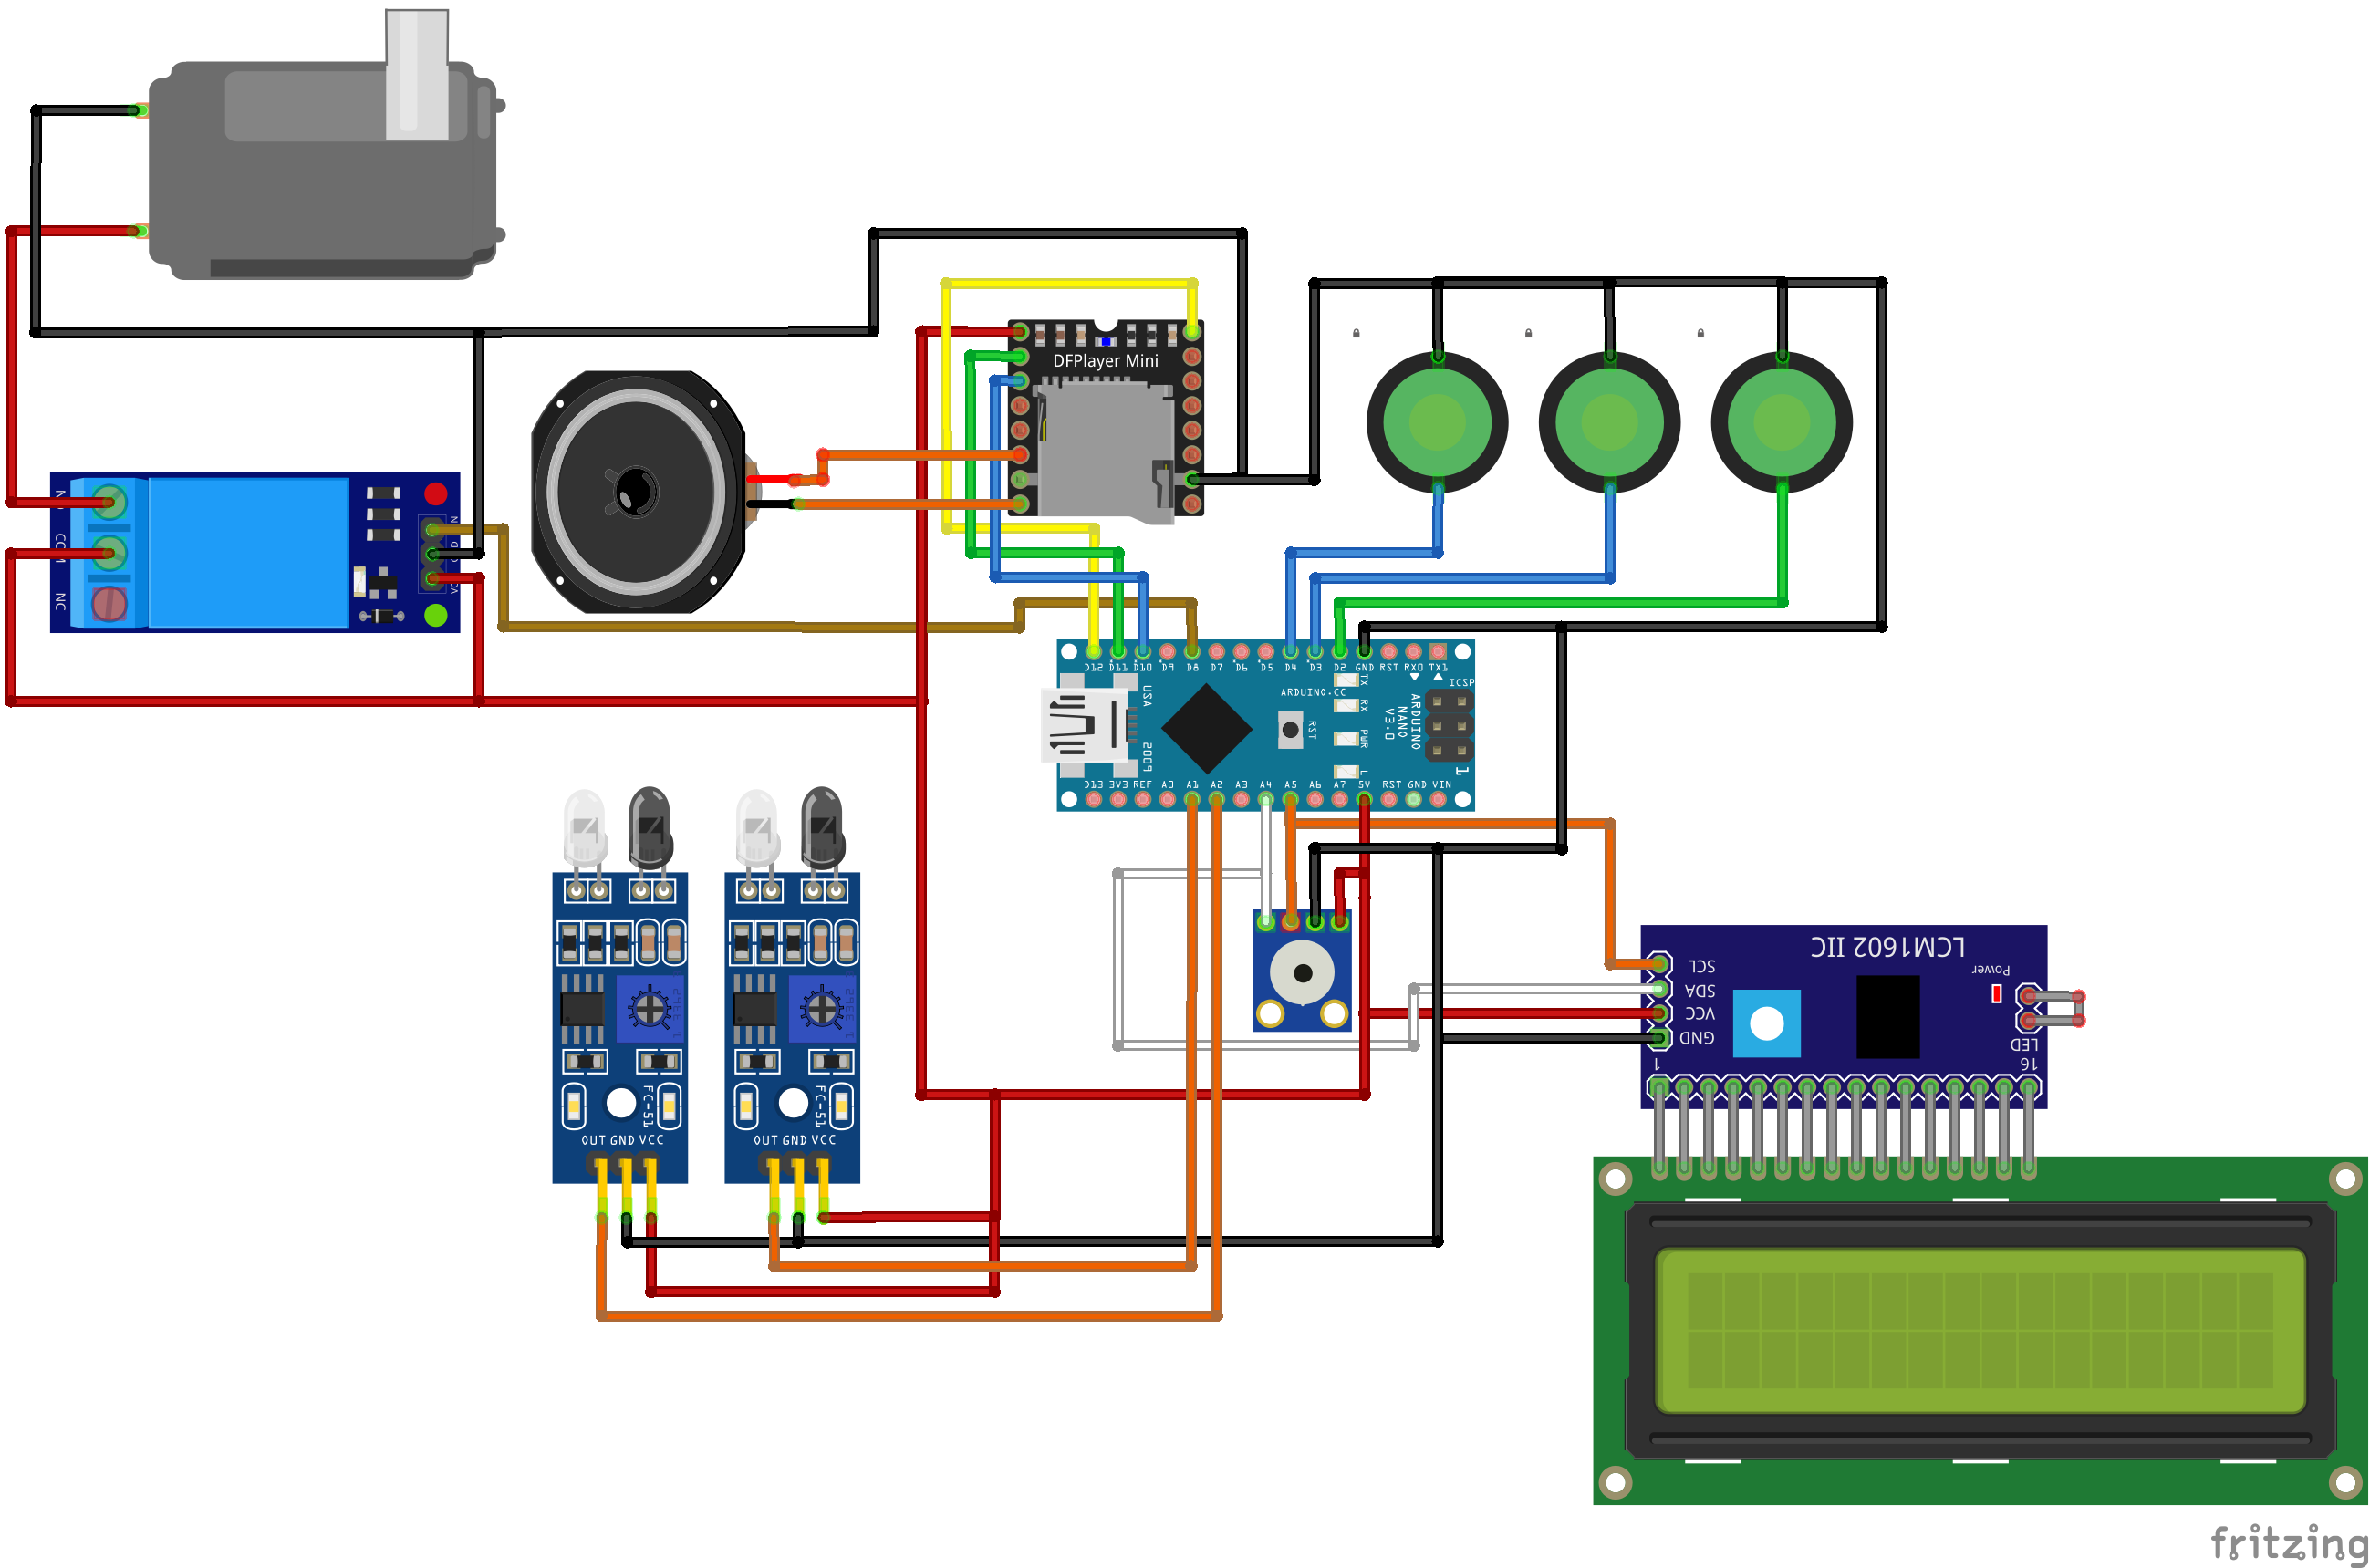 DFPlayer Mini
NC
D12 D11 D10 D9 D8 D7 D6 D5 D4 D3 D2 GND RST RX0 TX1
TX
RX
PWR
L
ICSP
1
ARDUINO.CC
ARDUINO
NANO
V3.0
RST
USA
2009
D13 3V3 REF A0 A1 A2 A3 A4 A5 A6 A7 5V RST GND VIN
FC-51
OUT GND VCC
FC-51
OUT GND VCC
LCM1602 IIC
SCL
SDA
VCC
GND
Power
LED
1
16
fritzing